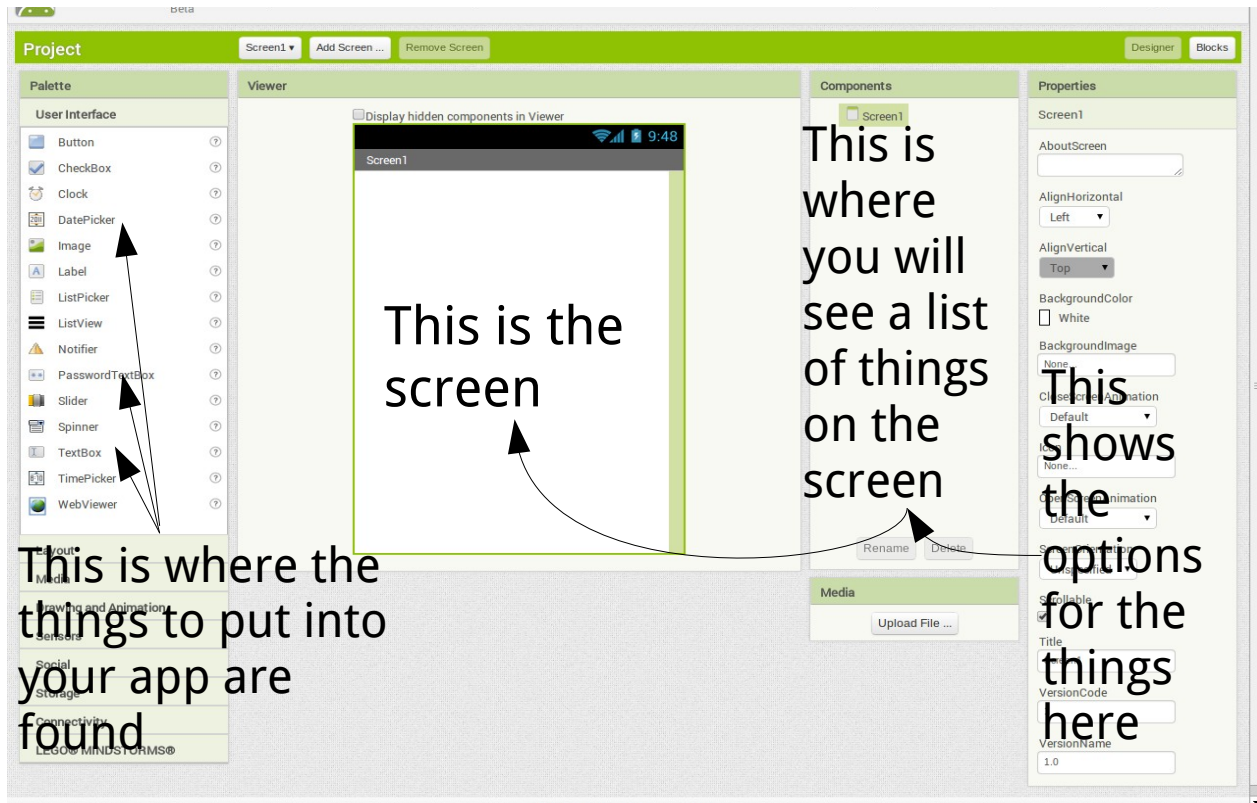 Beta
Project
Screen1 ▾
Add Screen ...
Remove Screen
Designer
Blocks
Palette
User Interface
Button
CheckBox
Clock
DatePicker
Image
Label
ListPicker
ListView
Notifier
PasswordTextBox
Slider
Spinner
TextBox
TimePicker
WebViewer
Layout
Media
Drawing and Animation
Sensors
Social
Storage
Connectivity
LEGO® MINDSTORMS®
This is where the
things to put into
your app are
found
Viewer
Display hidden components in Viewer
9:48
Screen1
This is the
screen
Components
Screen1
This is
where
you will
see a list
of things
on the
screen
Rename
Delete
Media
Upload File ...
Properties
Screen1
AboutScreen
AlignHorizontal
Left
AlignVertical
Top
BackgroundColor
White
BackgroundImage
None...
CloseScreenAnimation
Default
Icon
None...
OpenScreenAnimation
Default
ScreenOrientation
Unspecified
Scrollable
Title
VersionCode
VersionName
1.0
This
shows
the
options
for the
things
here